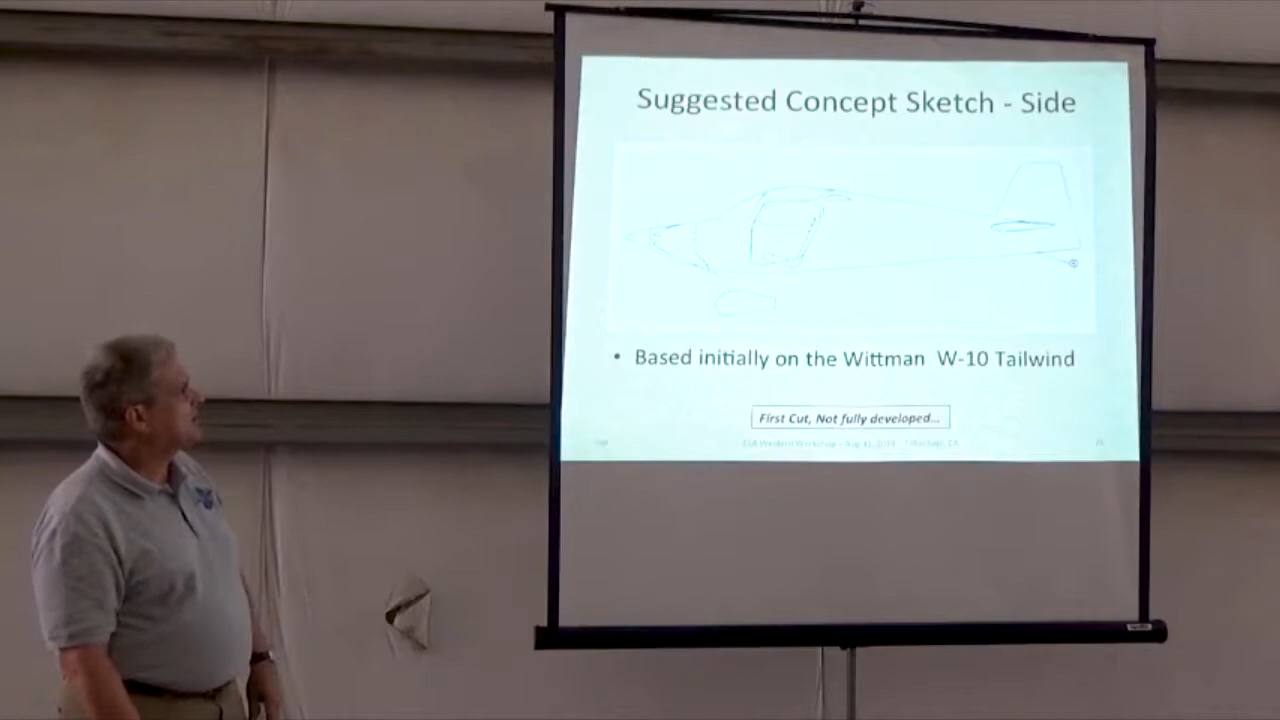 Suggested Concept Sketch - Side
• Based initially on the Wittman W-10 Tailwind
First Cut, Not fully developed...